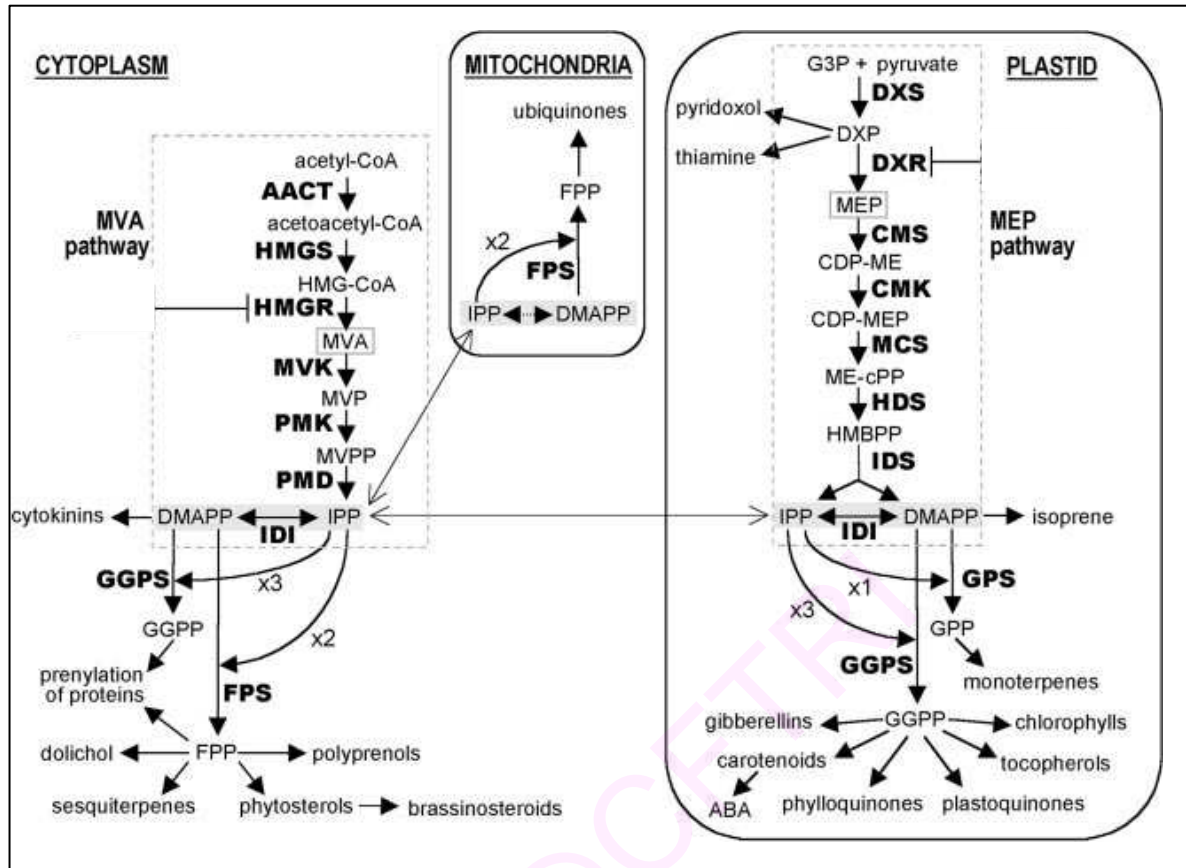 CYTOPLASM
acetyl-CoA
AACT
acetoacetyl-CoA
MVA
pathway
HMGS
HMG-CoA
HMGR
MVA
MVK
MVP
PMK
MVPP
PMD
cytokinins
DMAPP
IPP
IDI
GGPS
x3
GGPP
x2
prenylation
of proteins
FPS
dolichol
FPP
polyprenols
sesquiterpenes
phytosterols
brassinosteroids
MITOCHONDRIA
ubiquinones
FPP
x2
FPS
IPP
DMAPP
PLASTID
G3P + pyruvate
DXS
pyridoxol
DXP
thiamine
DXR
MEP
MEP
pathway
CMS
CDP-ME
CMK
CDP-MEP
MCS
ME-cPP
HDS
HMBPP
IDS
IPP
DMAPP
isoprene
IDI
x1
GPS
x3
GPP
GGPS
monoterpenes
gibberellins
GGPP
chlorophylls
carotenoids
tocopherols
ABA
phylloquinones
plastoquinones